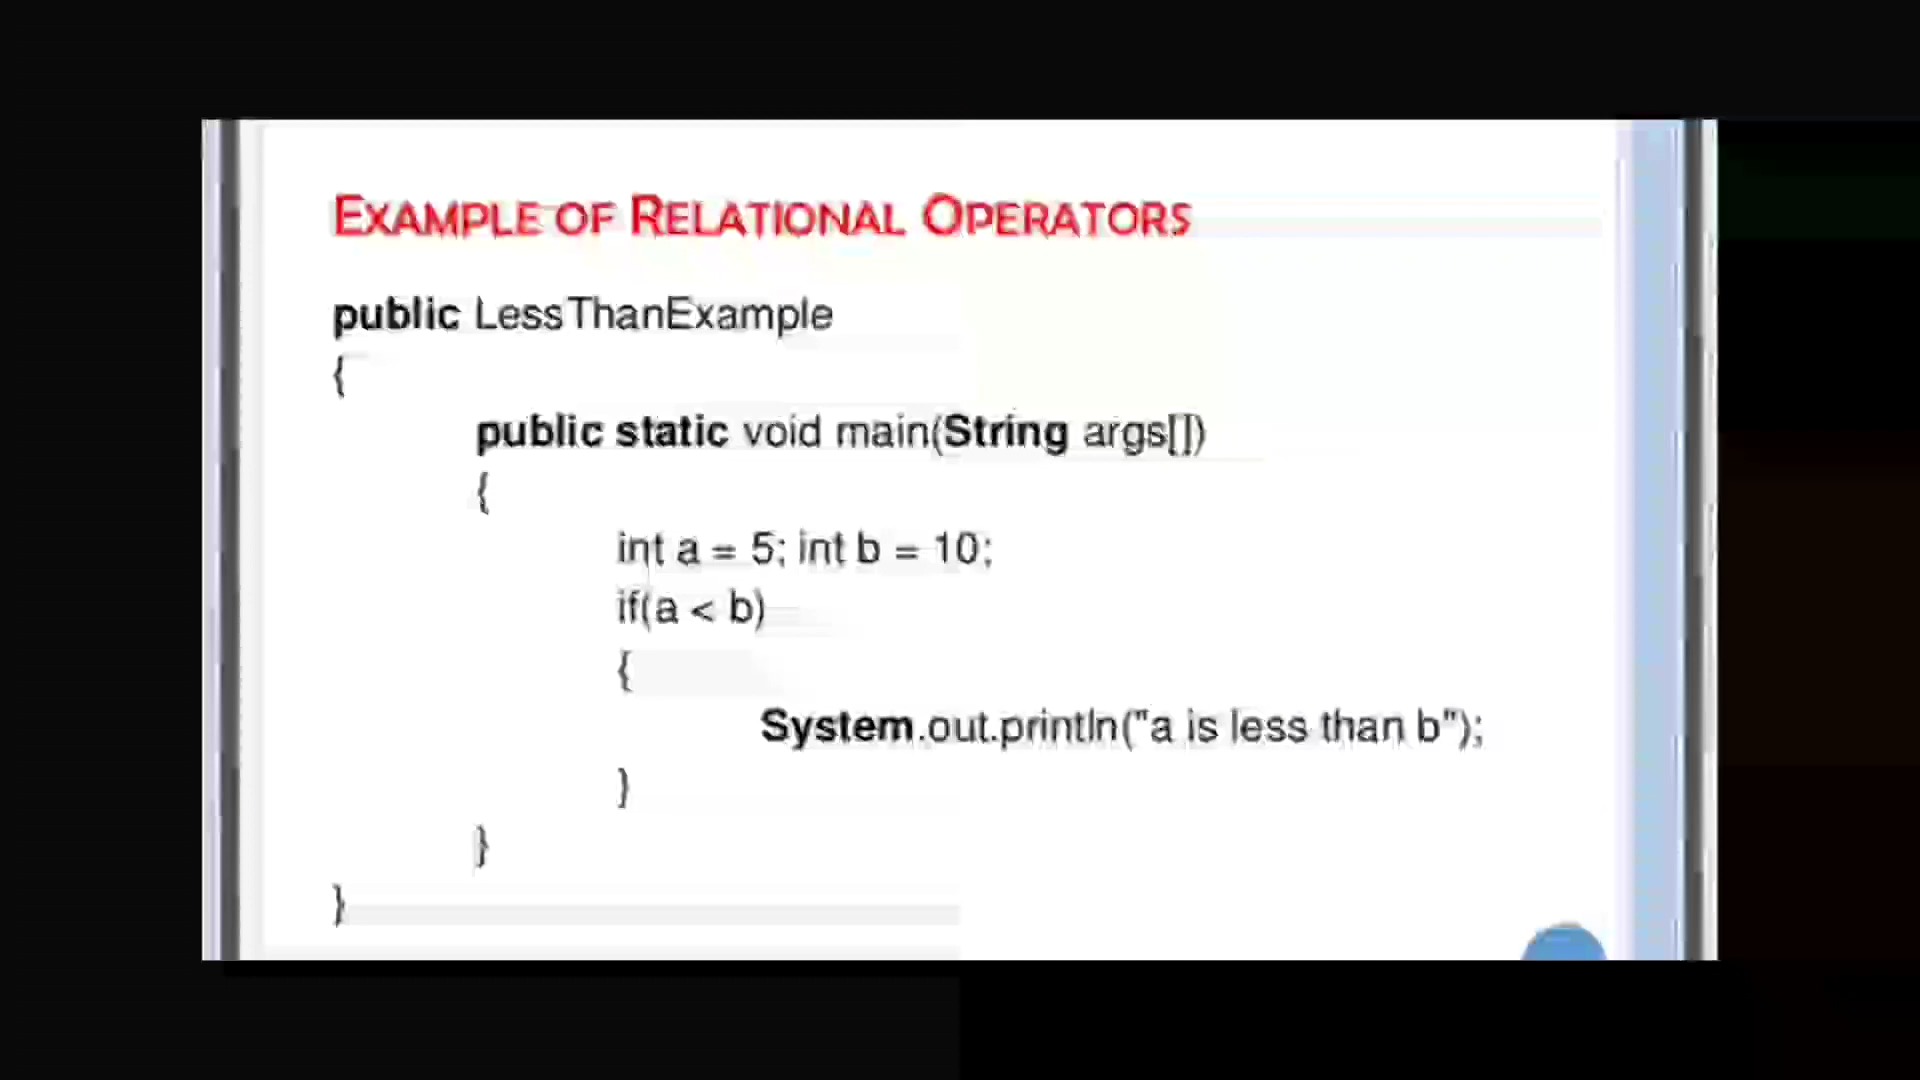 EXAMPLE OF RELATIONAL OPERATORS
public LessThanExample
{
public static void main(String args[])
{
int a = 5; int b = 10;
if(a < b)
{
System.out.println("a is less than b");
}
}
}